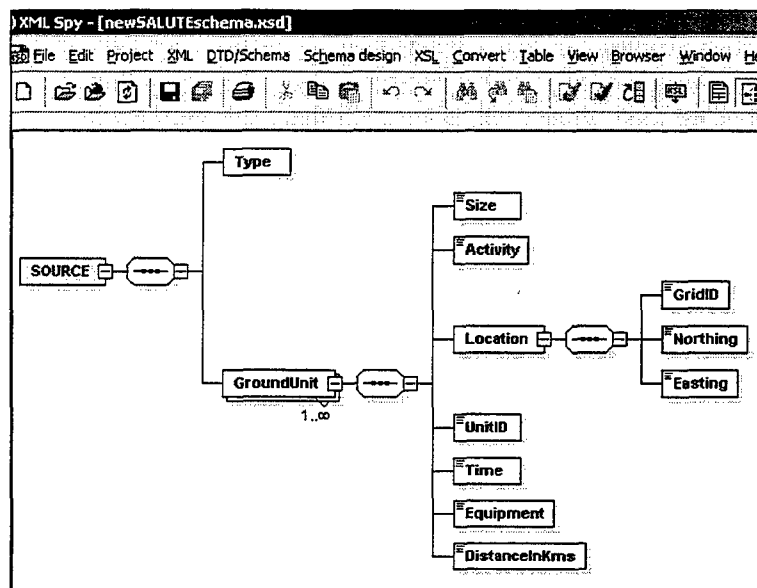 XML Spy - [newSALUTEschema.xsd]
File Edit Project XML DTD/Schema Schema design XSL Convert Table View Browser Window He
Type
SOURCE
GroundUnit
1..∞
Size
Activity
Location
GridID
Northing
Easting
UnitID
Time
Equipment
DistanceInKms